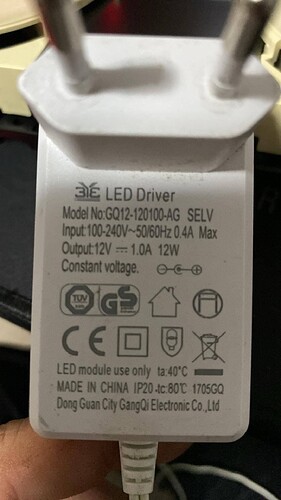 3YE LED Driver
Model No:GQ12-120100-AG SELV
Input:100-240V~50/60Hz 0.4A Max
Output:12V ⎓ 1.0A 12W
Constant voltage.
TÜV GS
CE
LED module use only ta:40°C
MADE IN CHINA IP20 tc:80°C 1705GQ
Dong Guan City GangQi Electronic Co.,Ltd